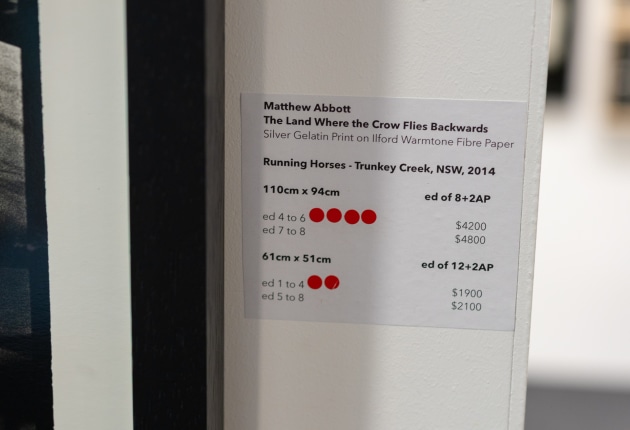 Matthew Abbott
The Land Where the Crow Flies Backwards
Silver Gelatin Print on Ilford Warmtone Fibre Paper
Running Horses - Trunkey Creek, NSW, 2014
110cm x 94cm ed of 8+2AP
ed 4 to 6 $4200
ed 7 to 8 $4800
61cm x 51cm ed of 12+2AP
ed 1 to 4 $1900
ed 5 to 8 $2100